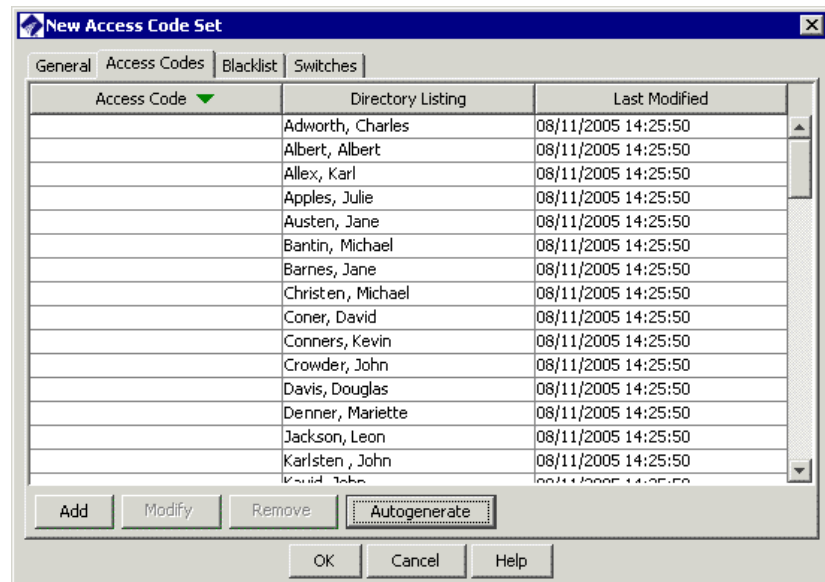 New Access Code Set
General Access Codes Blacklist Switches
Access Code Directory Listing Last Modified
Adworth, Charles 08/11/2005 14:25:50
Albert, Albert 08/11/2005 14:25:50
Allex, Karl 08/11/2005 14:25:50
Apples, Julie 08/11/2005 14:25:50
Austen, Jane 08/11/2005 14:25:50
Bantin, Michael 08/11/2005 14:25:50
Barnes, Jane 08/11/2005 14:25:50
Christen, Michael 08/11/2005 14:25:50
Coner, David 08/11/2005 14:25:50
Conners, Kevin 08/11/2005 14:25:50
Crowder, John 08/11/2005 14:25:50
Davis, Douglas 08/11/2005 14:25:50
Denner, Mariette 08/11/2005 14:25:50
Jackson, Leon 08/11/2005 14:25:50
Karlsten , John 08/11/2005 14:25:50
Add Modify Remove Autogenerate
OK Cancel Help